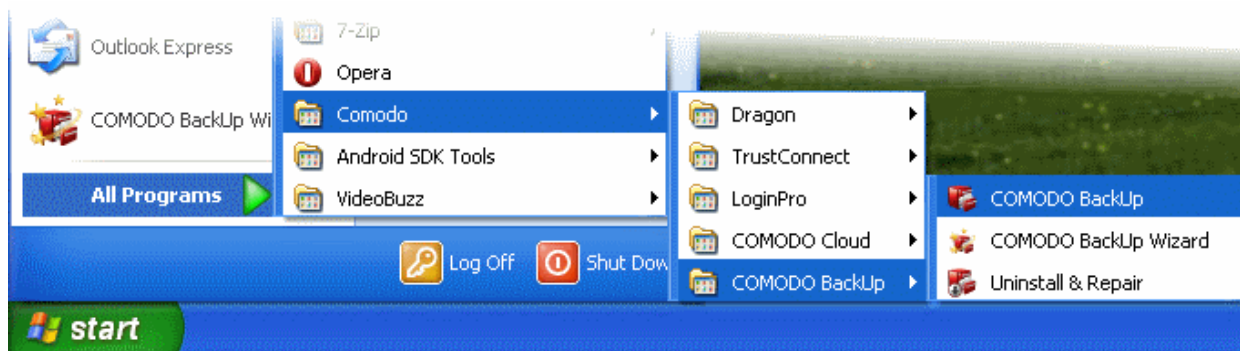 Outlook Express
COMODO BackUp Wi
All Programs
7-Zip
Opera
Comodo
Android SDK Tools
VideoBuzz
Dragon
TrustConnect
LoginPro
COMODO Cloud
COMODO BackUp
COMODO BackUp
COMODO BackUp Wizard
Uninstall & Repair
Log Off
Shut Dow
start